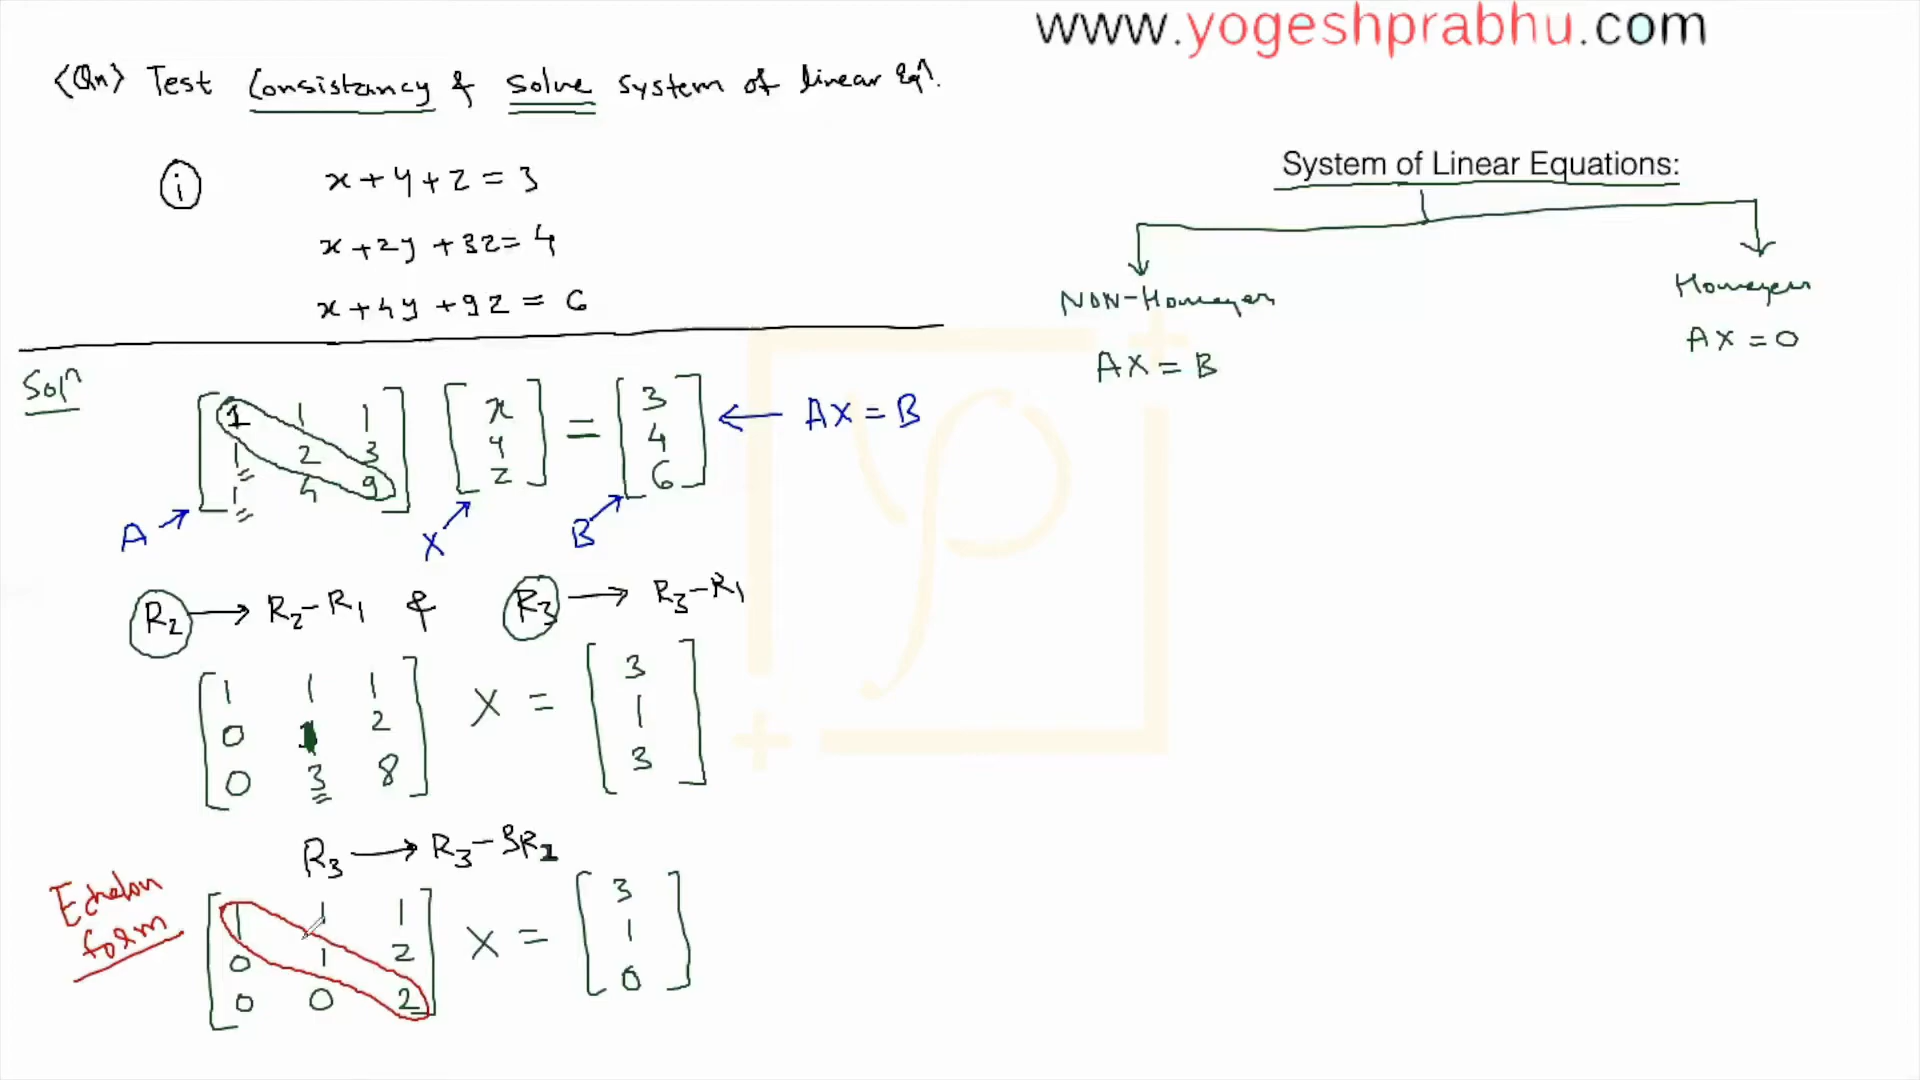 www.yogeshprabhu.com
<Qn> Test Consistancy & Solve system of linear Eqn.
i
x + y + z = 3
x + 2y + 3z = 4
x + 4y + 9z = 6
System of Linear Equations:
NON-Homogen
Homogen
AX = B
AX = 0
Soln
1 1 1
1 2 3
1 4 9
x
y
z
=
3
4
6
← AX = B
A
X
B
R2 → R2-R1 & R3 → R3-R1
1 1 1
0 1 2
0 3 8
X =
3
1
3
R3 → R3-3R2
Echelon
form
1 1 1
0 1 2
0 0 2
X =
3
1
0